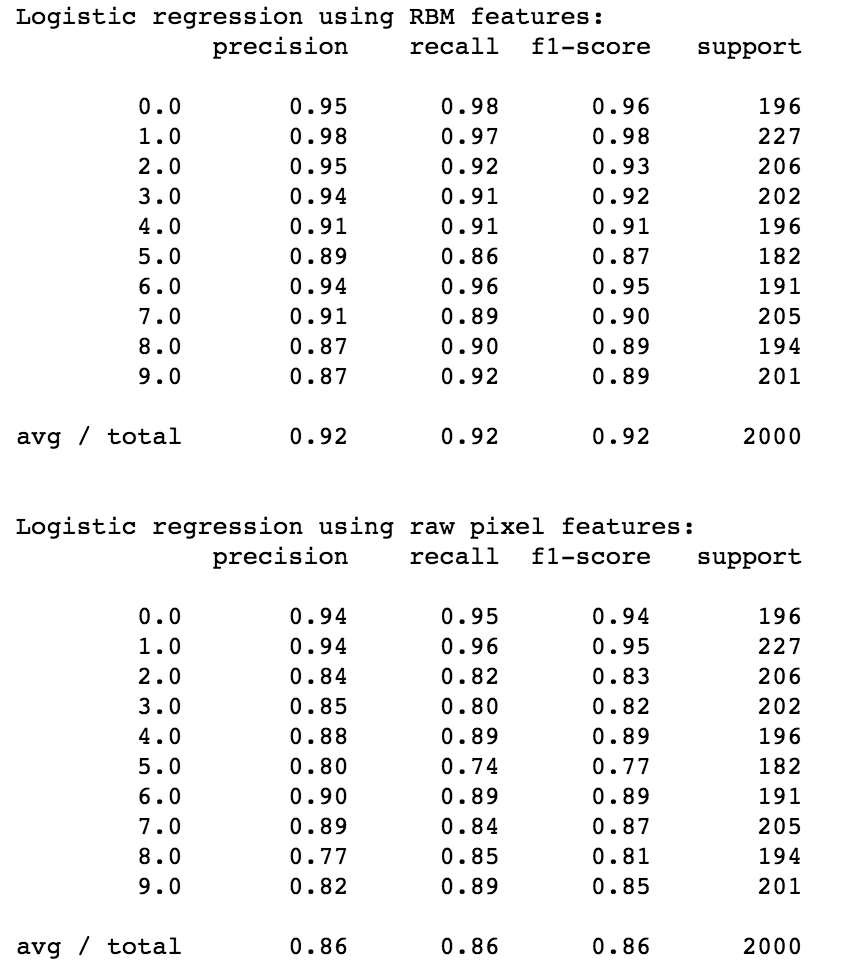 Logistic regression using RBM features:
precision recall f1-score support
0.0 0.95 0.98 0.96 196
1.0 0.98 0.97 0.98 227
2.0 0.95 0.92 0.93 206
3.0 0.94 0.91 0.92 202
4.0 0.91 0.91 0.91 196
5.0 0.89 0.86 0.87 182
6.0 0.94 0.96 0.95 191
7.0 0.91 0.89 0.90 205
8.0 0.87 0.90 0.89 194
9.0 0.87 0.92 0.89 201
avg / total 0.92 0.92 0.92 2000
Logistic regression using raw pixel features:
precision recall f1-score support
0.0 0.94 0.95 0.94 196
1.0 0.94 0.96 0.95 227
2.0 0.84 0.82 0.83 206
3.0 0.85 0.80 0.82 202
4.0 0.88 0.89 0.89 196
5.0 0.80 0.74 0.77 182
6.0 0.90 0.89 0.89 191
7.0 0.89 0.84 0.87 205
8.0 0.77 0.85 0.81 194
9.0 0.82 0.89 0.85 201
avg / total 0.86 0.86 0.86 2000